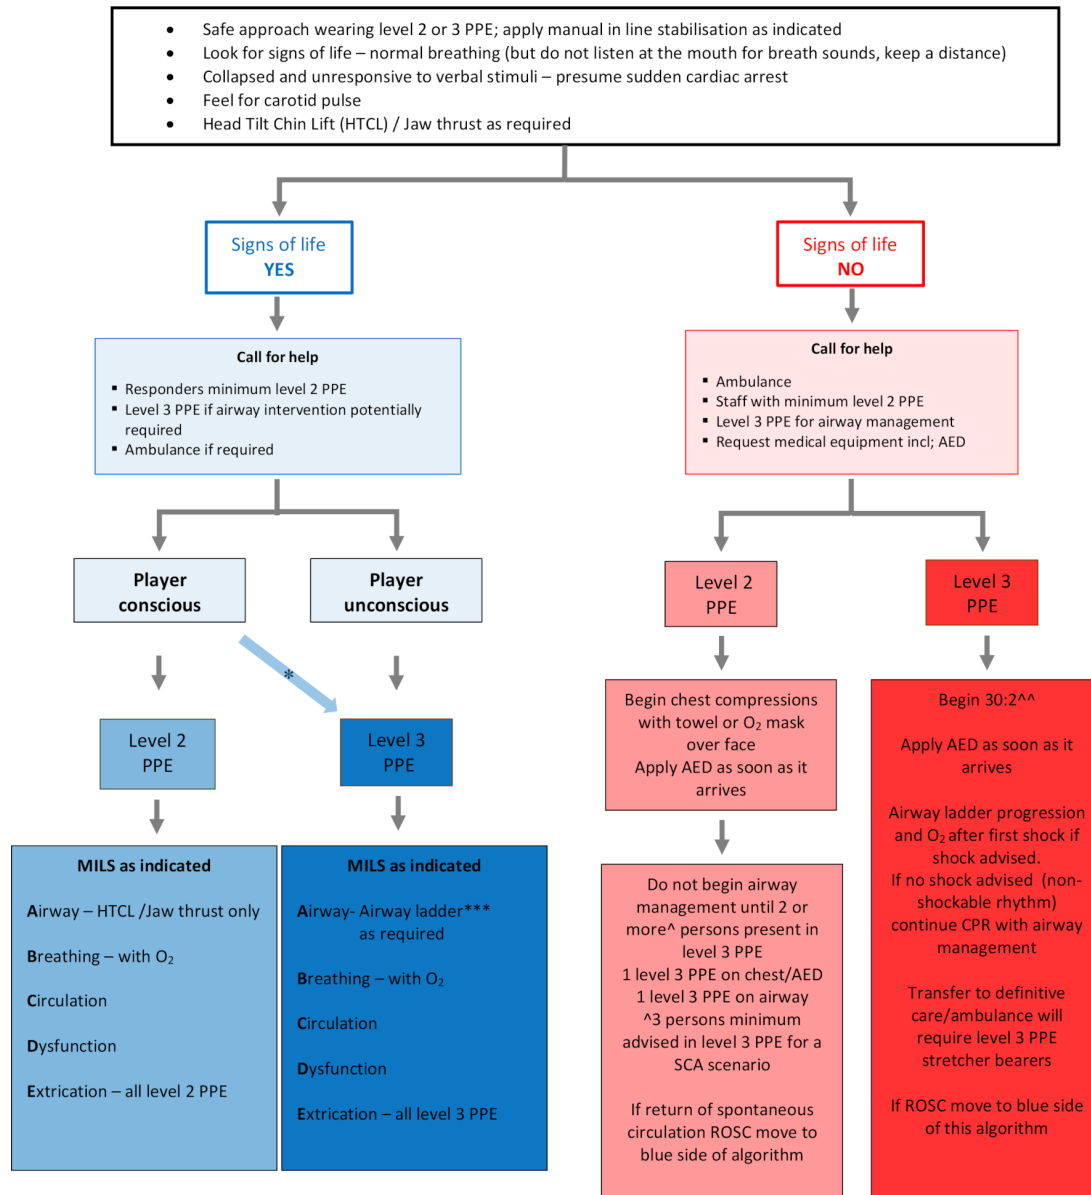 • Safe approach wearing level 2 or 3 PPE; apply manual in line stabilisation as indicated
• Look for signs of life – normal breathing (but do not listen at the mouth for breath sounds, keep a distance)
• Collapsed and unresponsive to verbal stimuli – presume sudden cardiac arrest
• Feel for carotid pulse
• Head Tilt Chin Lift (HTCL) / Jaw thrust as required
Signs of life
YES
Signs of life
NO
Call for help
▪ Responders minimum level 2 PPE
▪ Level 3 PPE if airway intervention potentially
required
▪ Ambulance if required
Call for help
▪ Ambulance
▪ Staff with minimum level 2 PPE
▪ Level 3 PPE for airway management
▪ Request medical equipment incl; AED
Player
conscious
Player
unconscious
*
Level 2
PPE
Level 3
PPE
MILS as indicated
Airway – HTCL /Jaw thrust only
Breathing – with O₂
Circulation
Dysfunction
Extrication – all level 2 PPE
MILS as indicated
Airway- Airway ladder***
as required
Breathing – with O₂
Circulation
Dysfunction
Extrication – all level 3 PPE
Level 2
PPE
Level 3
PPE
Begin chest compressions
with towel or O₂ mask
over face
Apply AED as soon as it
arrives
Do not begin airway
management until 2 or
more^ persons present in
level 3 PPE
1 level 3 PPE on chest/AED
1 level 3 PPE on airway
^3 persons minimum
advised in level 3 PPE for a
SCA scenario
If return of spontaneous
circulation ROSC move to
blue side of algorithm
Begin 30:2^^
Apply AED as soon as it
arrives
Airway ladder progression
and O₂ after first shock if
shock advised.
If no shock advised (non-
shockable rhythm)
continue CPR with airway
management
Transfer to definitive
care/ambulance will
require level 3 PPE
stretcher bearers
If ROSC move to blue side
of this algorithm